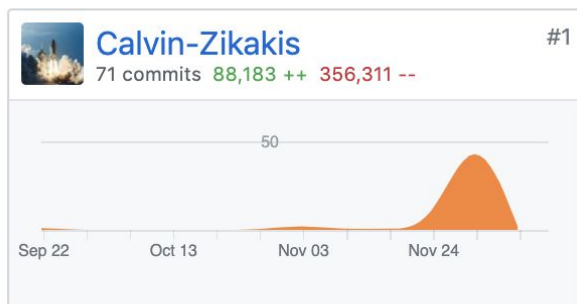 Calvin-Zikakis
#1
71 commits 88,183 ++ 356,311 --
50
Sep 22 Oct 13 Nov 03 Nov 24